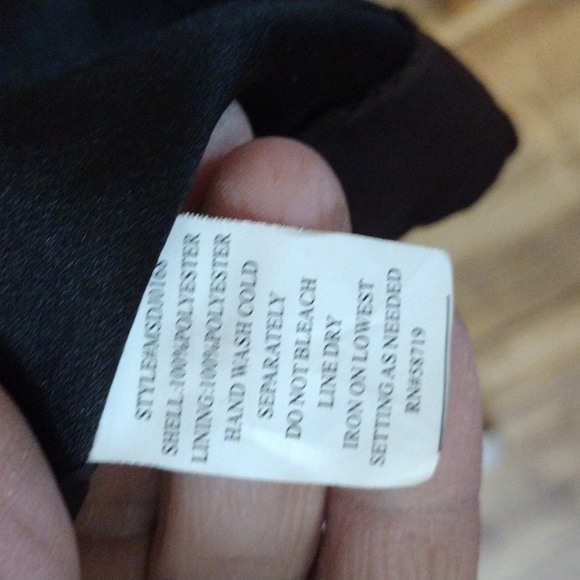 STYLE#MSDJ0016
SHELL:100%POLYESTER
LINING:100%POLYESTER
HAND WASH COLD
SEPARATELY
DO NOT BLEACH
LINE DRY
IRON ON LOWEST
SETTING AS NEEDED
RN#:58719